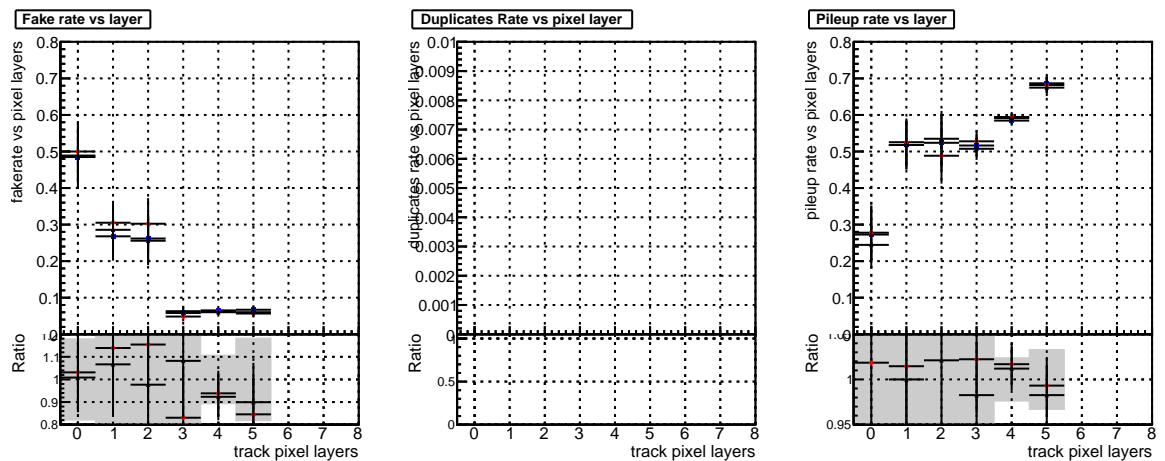 Fake rate vs layer
fakerate vs pixel layers
0.8
0.7
0.6
0.5
0.4
0.3
0.2
0.1
0
Ratio
1.1
1
0.9
0.8
0 1 2 3 4 5 6 7 8
track pixel layers
Duplicates Rate vs pixel layer
duplicates rate vs pixel layers
0.01
0.009
0.008
0.007
0.006
0.005
0.004
0.003
0.002
0.001
0
Ratio
1
0.5
0
0 1 2 3 4 5 6 7 8
track pixel layers
Pileup rate vs layer
pileup rate vs pixel layers
0.8
0.7
0.6
0.5
0.4
0.3
0.2
0.1
0
Ratio
1
0.95
0 1 2 3 4 5 6 7 8
track pixel layers